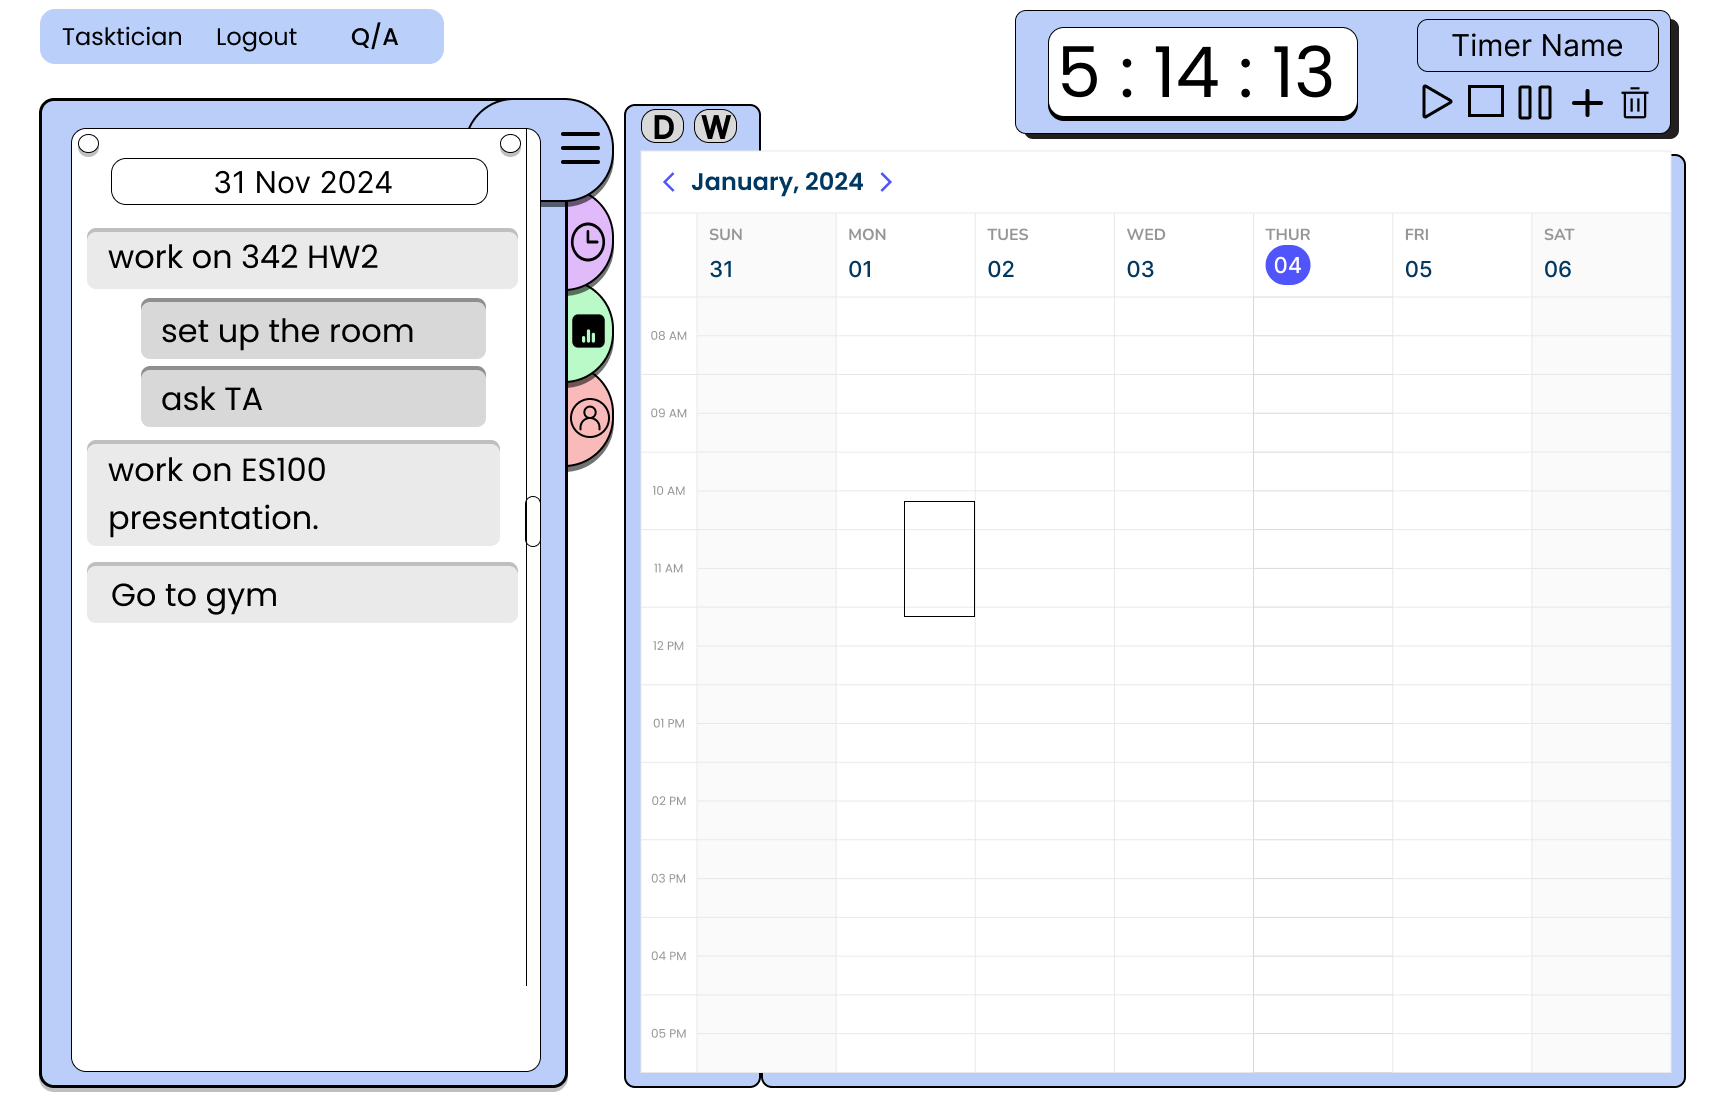 Tasktician Logout Q/A
5 : 14 : 13
Timer Name
31 Nov 2024
work on 342 HW2
set up the room
ask TA
work on ES100
presentation.
Go to gym
D W
January, 2024
SUN MON TUES WED THUR FRI SAT
31 01 02 03 04 05 06
08 AM
09 AM
10 AM
11 AM
12 PM
01 PM
02 PM
03 PM
04 PM
05 PM